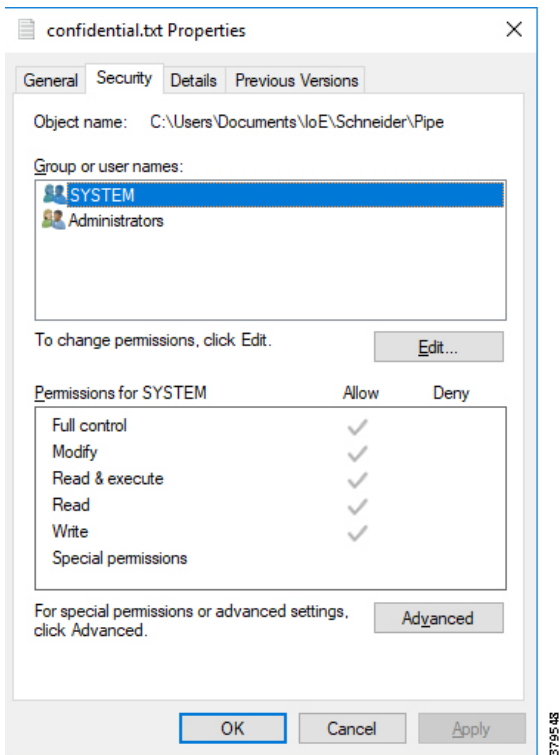 confidential.txt Properties
General Security Details Previous Versions
Object name: C:\Users\Documents\IoE\Schneider\Pipe
Group or user names:
SYSTEM
Administrators
To change permissions, click Edit.
Edit...
Permissions for SYSTEM Allow Deny
Full control
Modify
Read & execute
Read
Write
Special permissions
For special permissions or advanced settings,
click Advanced.
Advanced
OK Cancel Apply
379548